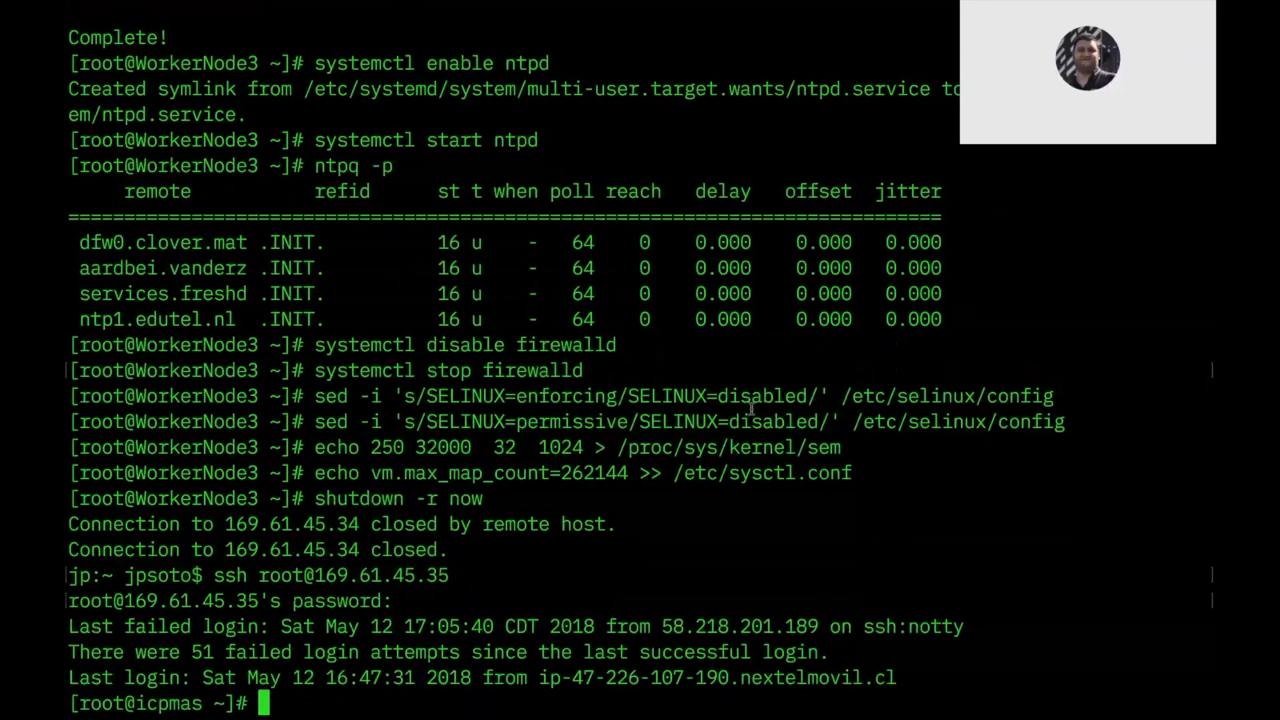 Complete!
[root@WorkerNode3 ~]# systemctl enable ntpd
Created symlink from /etc/systemd/system/multi-user.target.wants/ntpd.service to
em/ntpd.service.
[root@WorkerNode3 ~]# systemctl start ntpd
[root@WorkerNode3 ~]# ntpq -p
     remote           refid      st t when poll reach   delay   offset  jitter
==============================================================================
 dfw0.clover.mat .INIT.          16 u    -   64    0    0.000    0.000   0.000
 aardbei.vanderz .INIT.          16 u    -   64    0    0.000    0.000   0.000
 services.freshd .INIT.          16 u    -   64    0    0.000    0.000   0.000
 ntp1.edutel.nl  .INIT.          16 u    -   64    0    0.000    0.000   0.000
[root@WorkerNode3 ~]# systemctl disable firewalld
[root@WorkerNode3 ~]# systemctl stop firewalld
[root@WorkerNode3 ~]# sed -i 's/SELINUX=enforcing/SELINUX=disabled/' /etc/selinux/config
[root@WorkerNode3 ~]# sed -i 's/SELINUX=permissive/SELINUX=disabled/' /etc/selinux/config
[root@WorkerNode3 ~]# echo 250 32000  32  1024 > /proc/sys/kernel/sem
[root@WorkerNode3 ~]# echo vm.max_map_count=262144 >> /etc/sysctl.conf
[root@WorkerNode3 ~]# shutdown -r now
Connection to 169.61.45.34 closed by remote host.
Connection to 169.61.45.34 closed.
jp:~ jpsoto$ ssh root@169.61.45.35
root@169.61.45.35's password:
Last failed login: Sat May 12 17:05:40 CDT 2018 from 58.218.201.189 on ssh:notty
There were 51 failed login attempts since the last successful login.
Last login: Sat May 12 16:47:31 2018 from ip-47-226-107-190.nextelmovil.cl
[root@icpmas ~]#